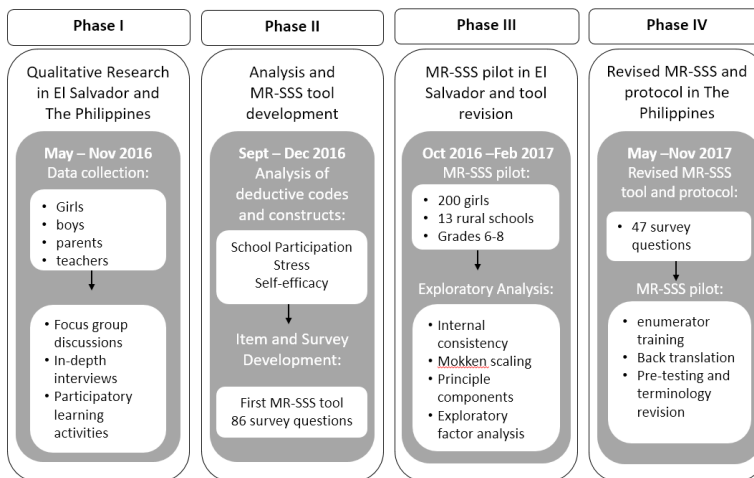 Phase I
Qualitative Research
in El Salvador and
The Philippines
May – Nov 2016
Data collection:
• Girls
• boys
• parents
• teachers
• Focus group
discussions
• In-depth
interviews
• Participatory
learning
activities
Phase II
Analysis and
MR-SSS tool
development
Sept – Dec 2016
Analysis of
deductive codes
and constructs:
School Participation
Stress
Self-efficacy
Item and Survey
Development:
First MR-SSS tool
86 survey questions
Phase III
MR-SSS pilot in El
Salvador and tool
revision
Oct 2016 –Feb 2017
MR-SSS pilot:
• 200 girls
• 13 rural schools
• Grades 6-8
Exploratory Analysis:
• Internal
consistency
• Mokken scaling
• Principle
components
• Exploratory
factor analysis
Phase IV
Revised MR-SSS and
protocol in The
Philippines
May –Nov 2017
Revised MR-SSS
tool and protocol:
• 47 survey
questions
MR-SSS pilot:
• enumerator
training
• Back translation
• Pre-testing and
terminology
revision